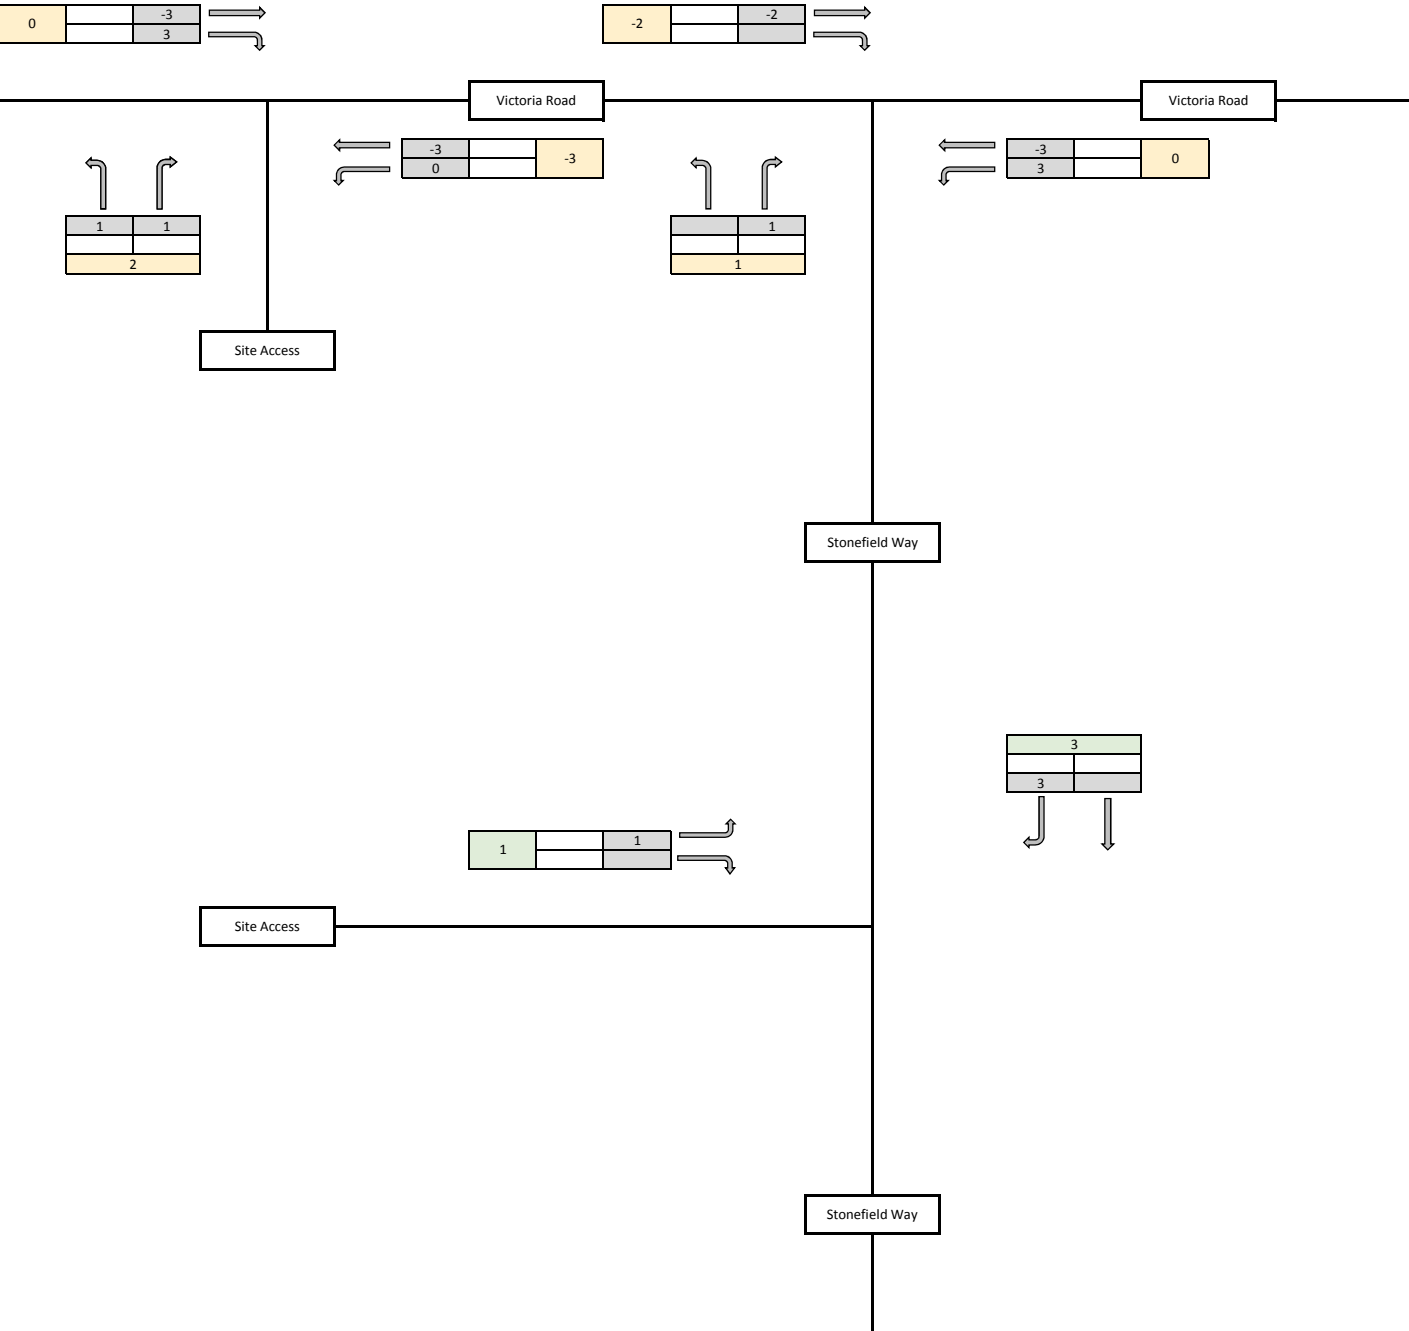 0 -3 -2 -2
3
Victoria Road Victoria Road
-3 -3 -3 0
0 3
1 1 1
2 1
Site Access
Stonefield Way
3
3
1 1
Site Access
Stonefield Way